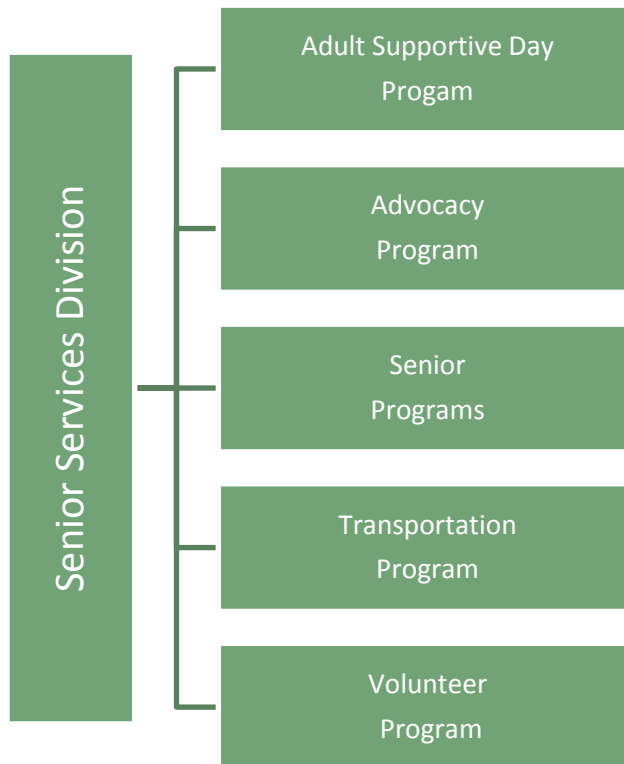 Senior Services Division
Adult Supportive Day
Progam
Advocacy
Program
Senior
Programs
Transportation
Program
Volunteer
Program